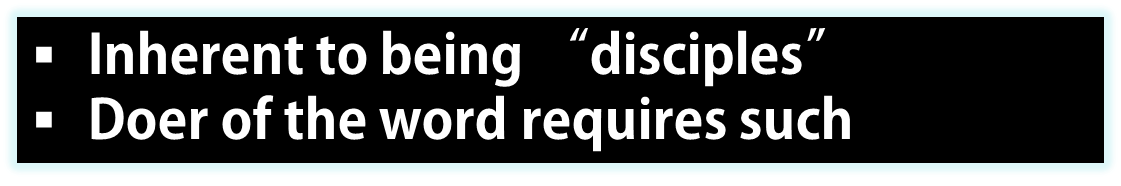 ▪ Inherent to being “disciples”
▪ Doer of the word requires such